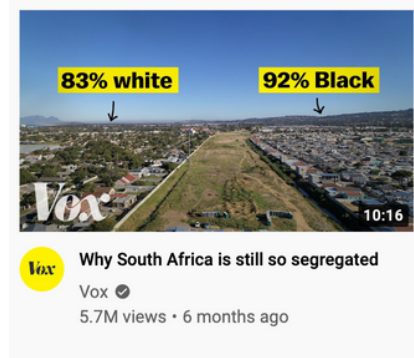 83% white
92% Black
Vox
10:16
Vox
Why South Africa is still so segregated
Vox
5.7M views • 6 months ago